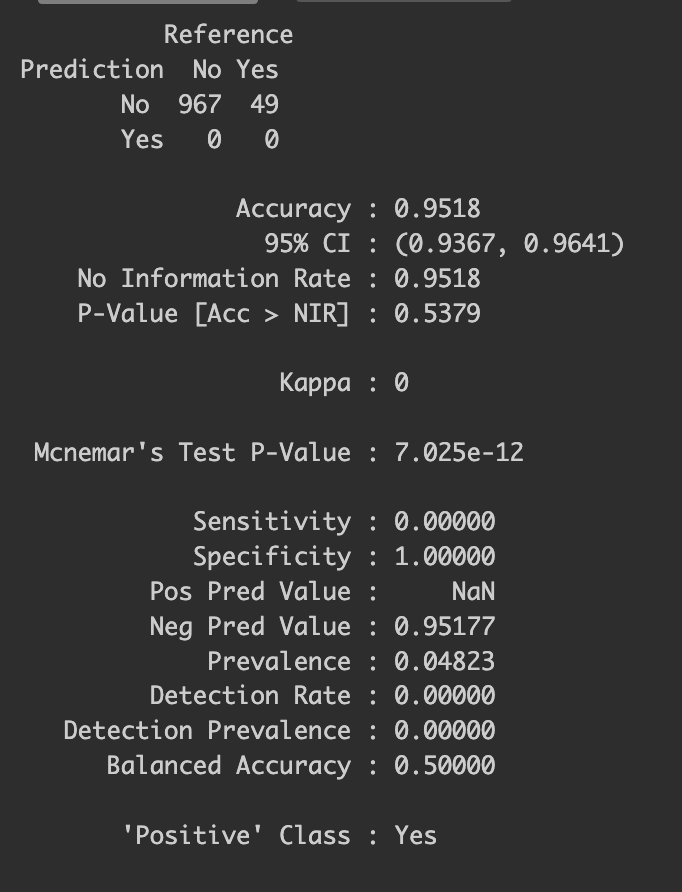 Reference
Prediction No Yes
No 967 49
Yes 0 0
Accuracy : 0.9518
95% CI : (0.9367, 0.9641)
No Information Rate : 0.9518
P-Value [Acc > NIR] : 0.5379
Kappa : 0
Mcnemar's Test P-Value : 7.025e-12
Sensitivity : 0.00000
Specificity : 1.00000
Pos Pred Value : NaN
Neg Pred Value : 0.95177
Prevalence : 0.04823
Detection Rate : 0.00000
Detection Prevalence : 0.00000
Balanced Accuracy : 0.50000
'Positive' Class : Yes